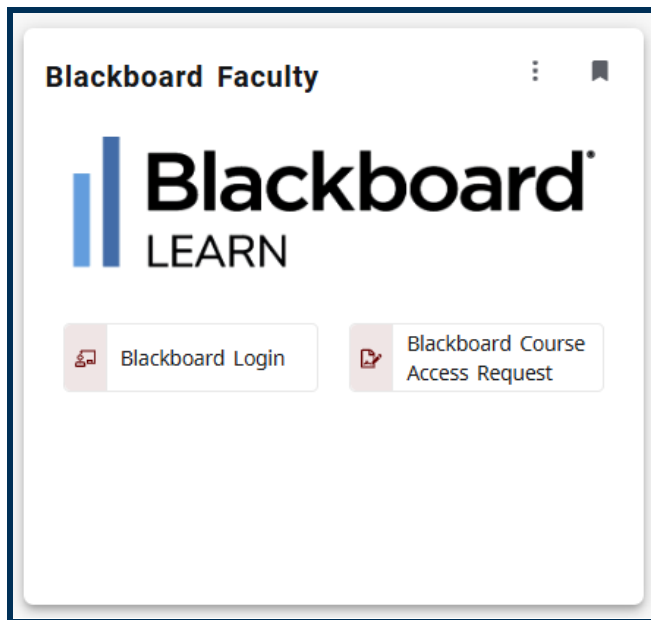 Blackboard Faculty
Blackboard®
LEARN
Blackboard Login
Blackboard Course
Access Request